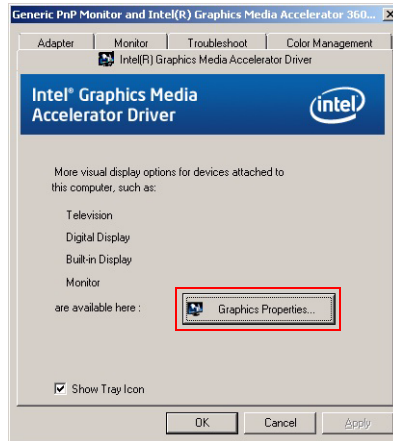 Generic PnP Monitor and Intel(R) Graphics Media Accelerator 360...
Adapter Monitor Troubleshoot Color Management
Intel(R) Graphics Media Accelerator Driver
Intel® Graphics Media
Accelerator Driver
intel
More visual display options for devices attached to
this computer, such as:
Television
Digital Display
Built-in Display
Monitor
are available here :
Graphics Properties...
Show Tray Icon
OK Cancel Apply